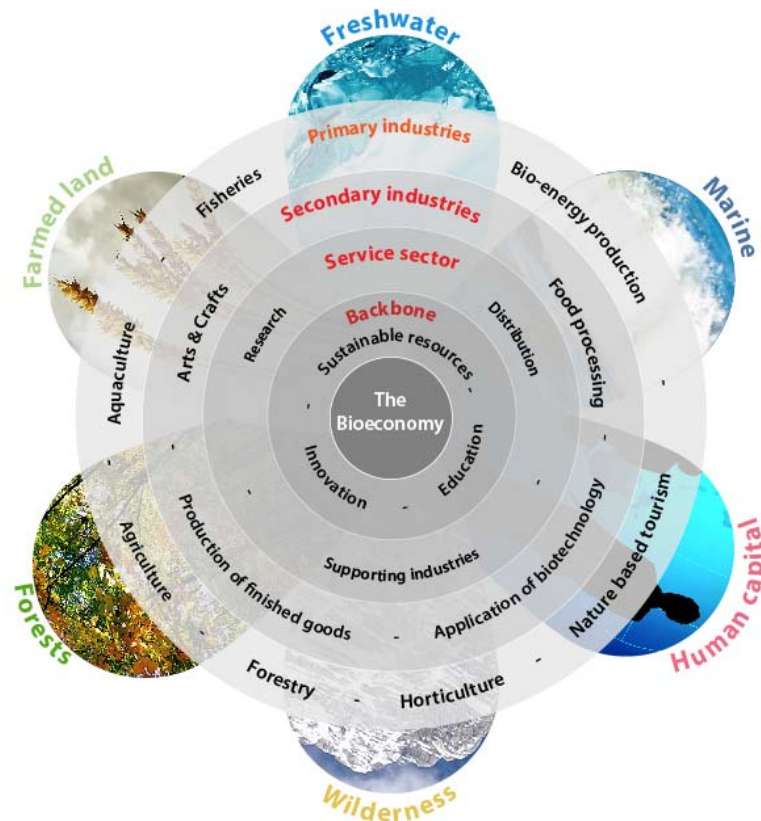 Freshwater
Marine
Human capital
Wilderness
Forests
Farmed land
Primary industries
Bio-energy production
-
Nature based tourism
-
Horticulture
-
Forestry
-
Agriculture
-
Aquaculture
-
Fisheries
Secondary industries
Food processing
-
Application of biotechnology
-
Production of finished goods
-
Arts & Crafts
Service sector
Distribution
-
Supporting industries
-
Research
Backbone
Sustainable resources
-
Education
-
Innovation
-
The
Bioeconomy